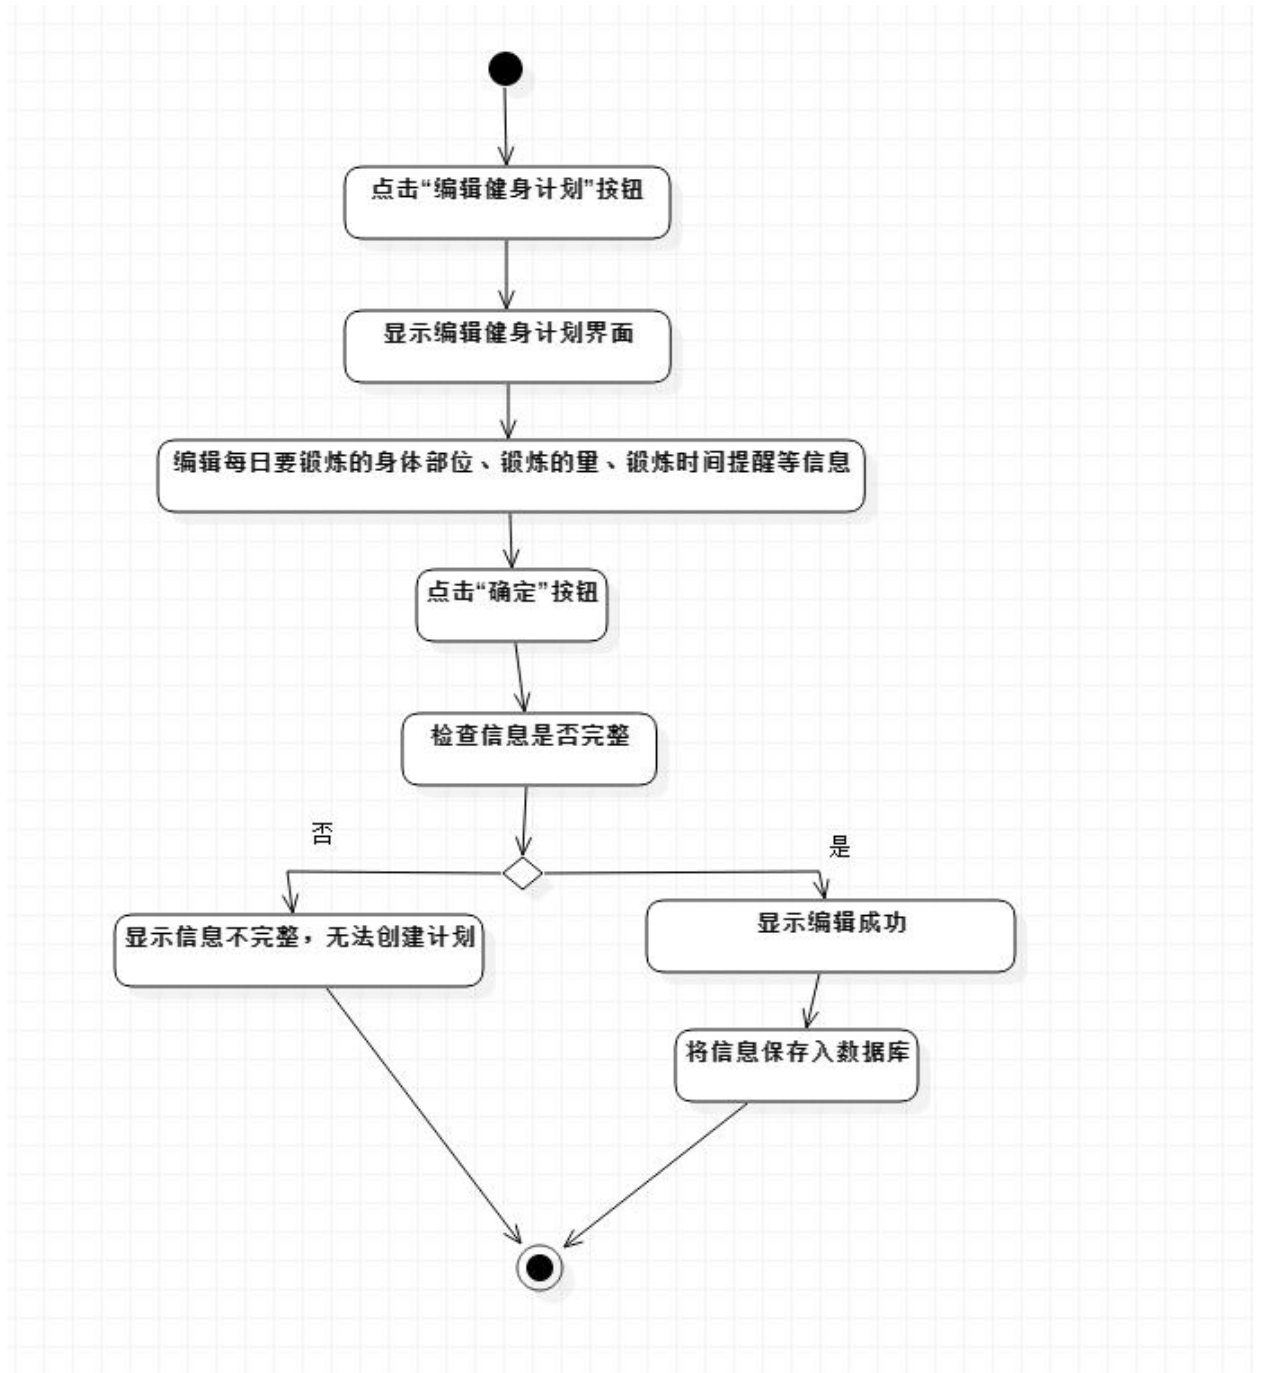 点击“编辑健身计划”按钮
显示编辑健身计划界面
编辑每日要锻炼的身体部位、锻炼的量、锻炼时间提醒等信息
点击“确定”按钮
检查信息是否完整
否
是
显示信息不完整，无法创建计划
显示编辑成功
将信息保存入数据库